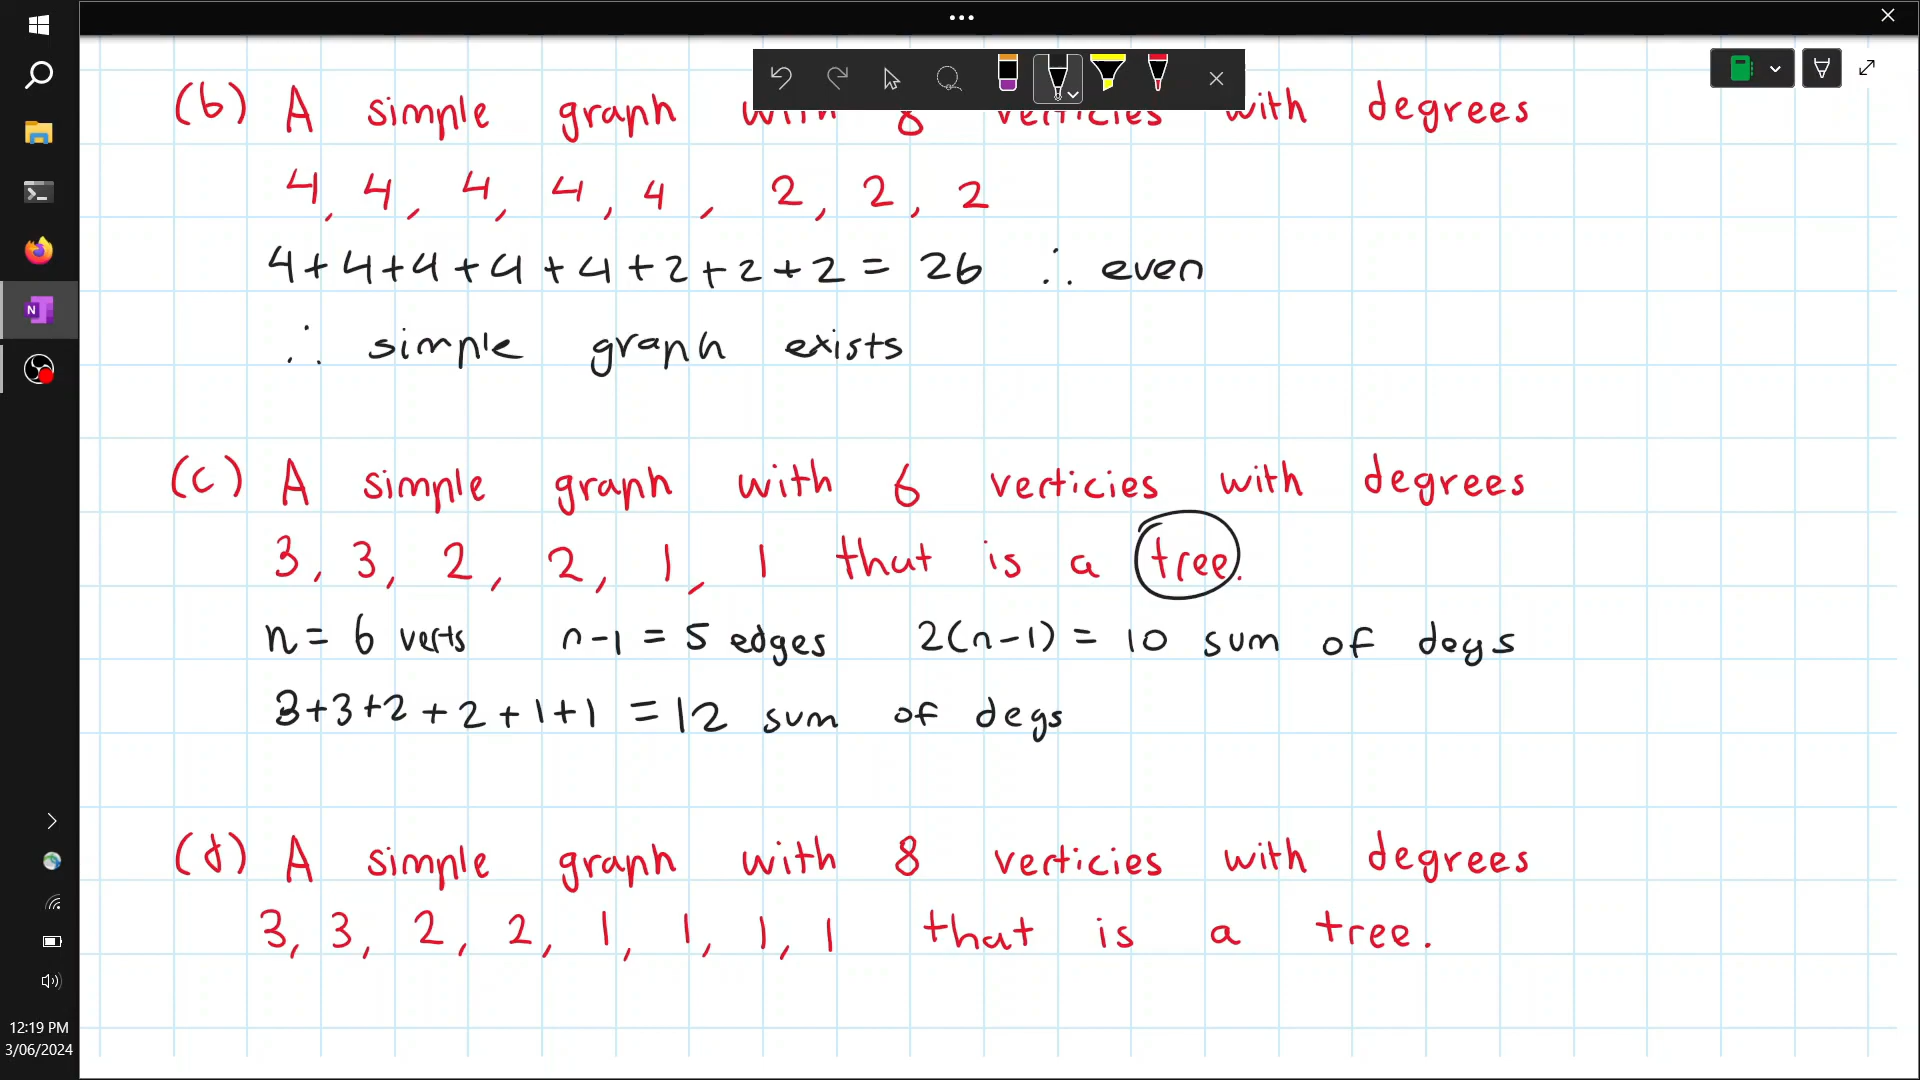 (b) A simple graph with 8 verticies with degrees
4, 4, 4, 4, 4, 2, 2, 2
4+4+4+4+4+2+2+2 = 26 ∴ even
∴ simple graph exists
(c) A simple graph with 6 verticies with degrees
3, 3, 2, 2, 1, 1 that is a tree.
n = 6 verts n-1 = 5 edges 2(n-1) = 10 sum of degs
3+3+2+2+1+1 = 12 sum of degs
(d) A simple graph with 8 verticies with degrees
3, 3, 2, 2, 1, 1, 1, 1 that is a tree.
12:19 PM
3/06/2024